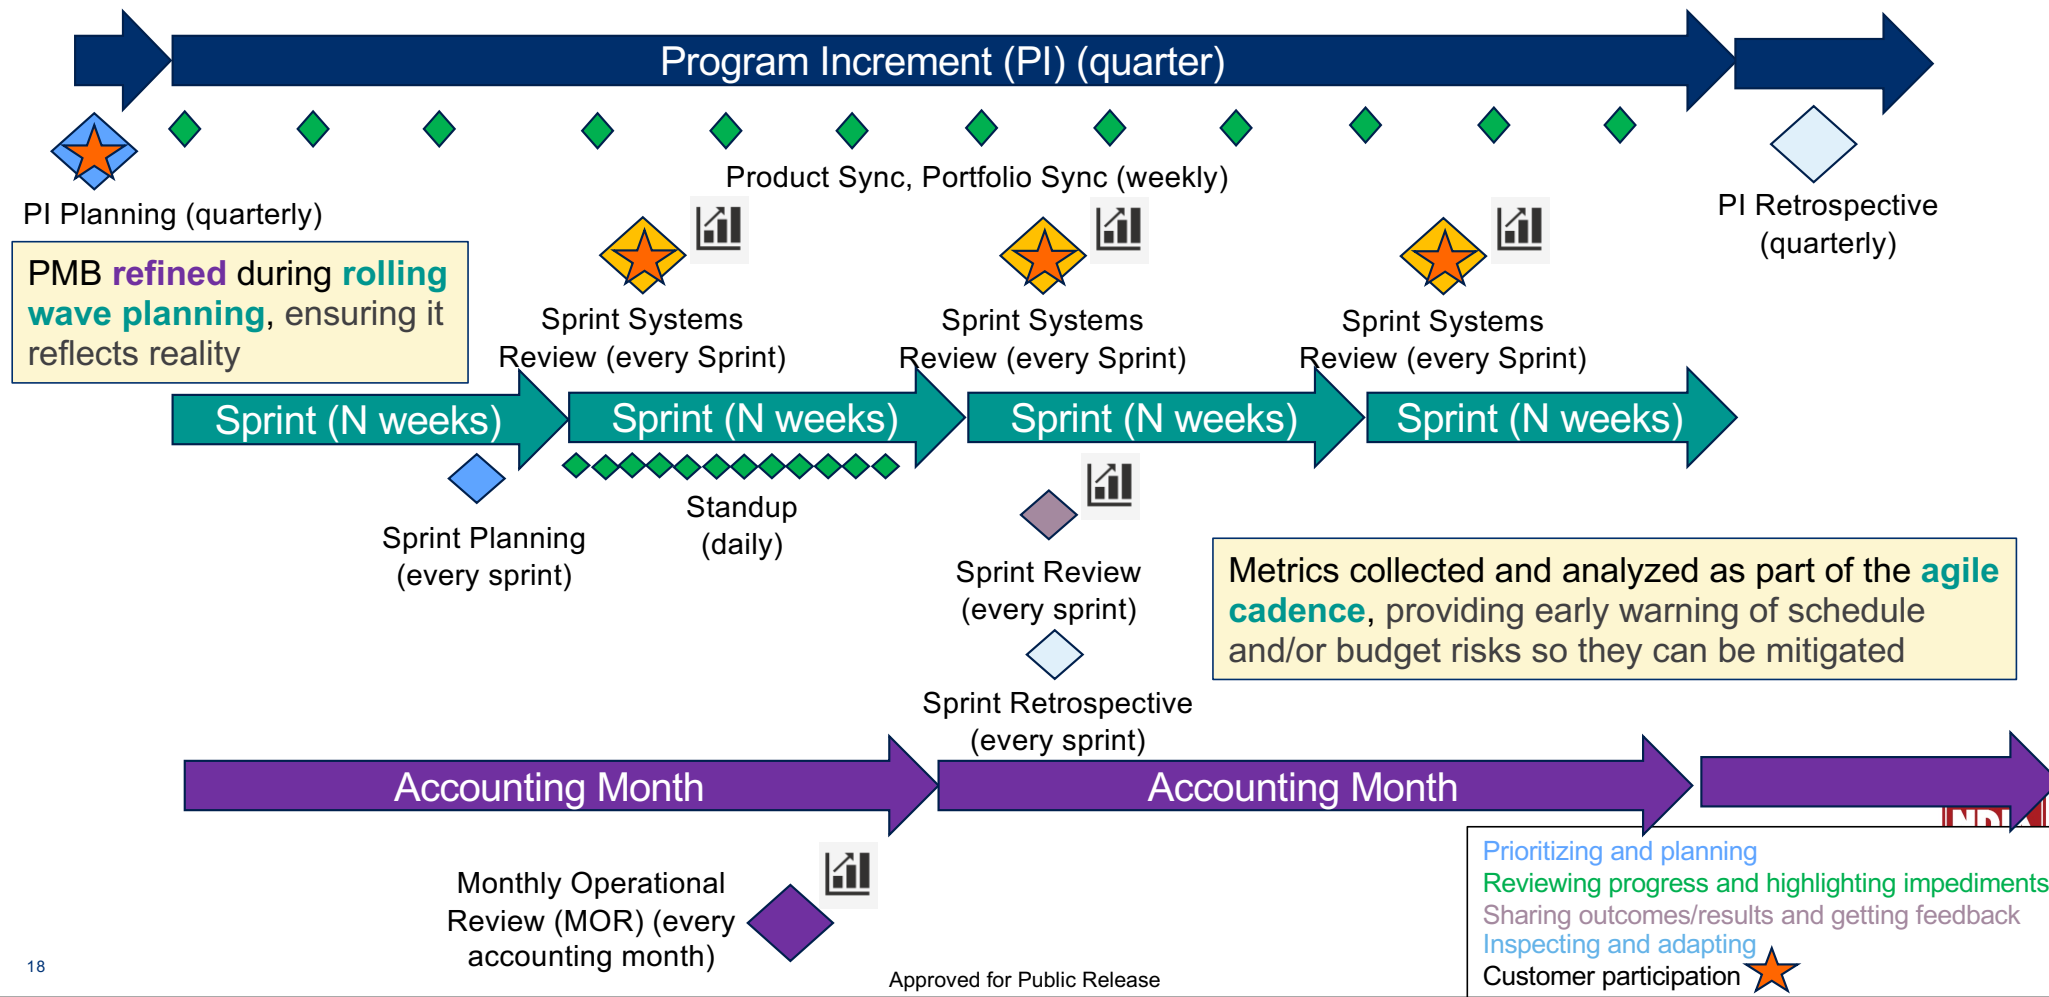 Program Increment (PI) (quarter)
Product Sync, Portfolio Sync (weekly)
PI Planning (quarterly)
PI Retrospective
(quarterly)
PMB refined during rolling
wave planning, ensuring it
reflects reality
Sprint Systems
Review (every Sprint)
Sprint Systems
Review (every Sprint)
Sprint Systems
Review (every Sprint)
Sprint (N weeks)
Sprint (N weeks)
Sprint (N weeks)
Sprint (N weeks)
Sprint Planning
(every sprint)
Standup
(daily)
Sprint Review
(every sprint)
Sprint Retrospective
(every sprint)
Metrics collected and analyzed as part of the agile
cadence, providing early warning of schedule
and/or budget risks so they can be mitigated
Accounting Month
Accounting Month
Monthly Operational
Review (MOR) (every
accounting month)
Prioritizing and planning
Reviewing progress and highlighting impediments
Sharing outcomes/results and getting feedback
Inspecting and adapting
Customer participation
18
Approved for Public Release